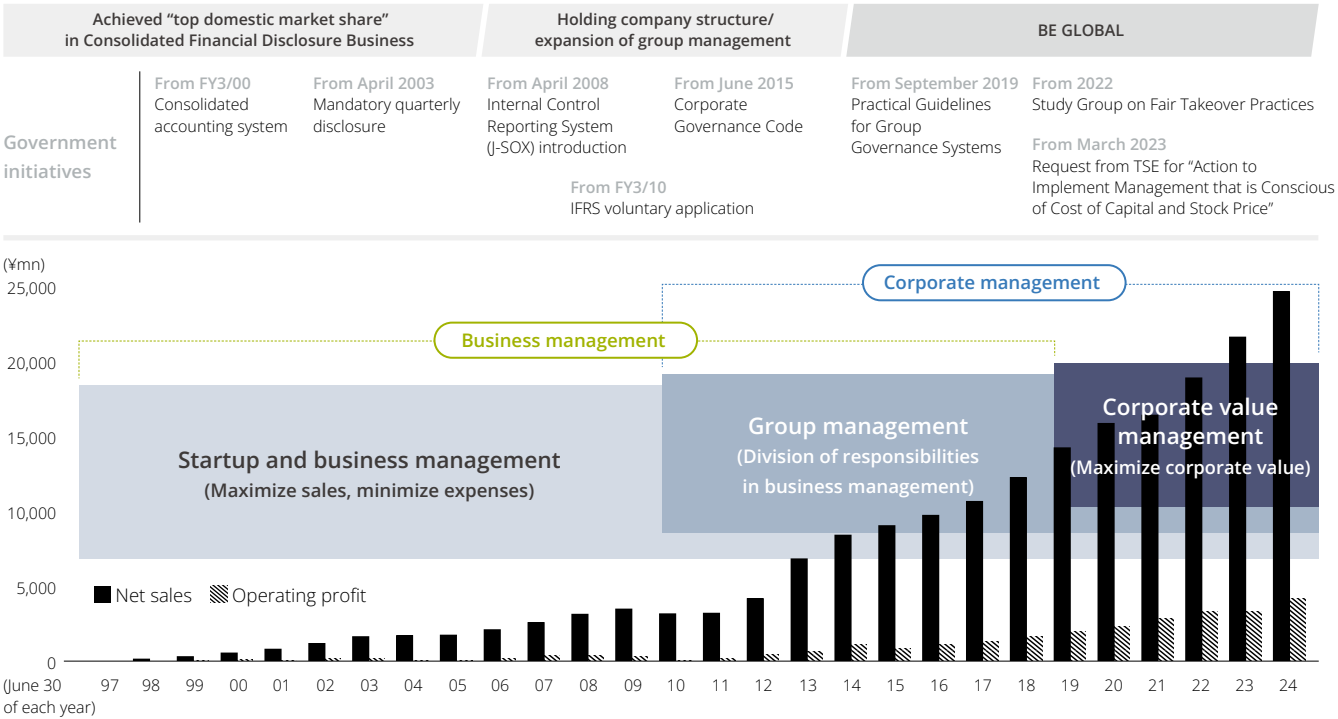 Achieved “top domestic market share”
in Consolidated Financial Disclosure Business
Holding company structure/
expansion of group management
BE GLOBAL
Government
initiatives
From FY3/00
Consolidated
accounting system
From April 2003
Mandatory quarterly
disclosure
From April 2008
Internal Control
Reporting System
(J-SOX) introduction
From FY3/10
IFRS voluntary application
From June 2015
Corporate
Governance Code
From September 2019
Practical Guidelines
for Group
Governance Systems
From 2022
Study Group on Fair Takeover Practices
From March 2023
Request from TSE for “Action to
Implement Management that is Conscious
of Cost of Capital and Stock Price”
(¥mn)
25,000
20,000
15,000
10,000
5,000
0
Corporate management
Business management
Startup and business management
(Maximize sales, minimize expenses)
Group management
(Division of responsibilities
in business management)
Corporate value
management
(Maximize corporate value)
Net sales
Operating profit
(June 30
of each year)
97 98 99 00 01 02 03 04 05 06 07 08 09 10 11 12 13 14 15 16 17 18 19 20 21 22 23 24